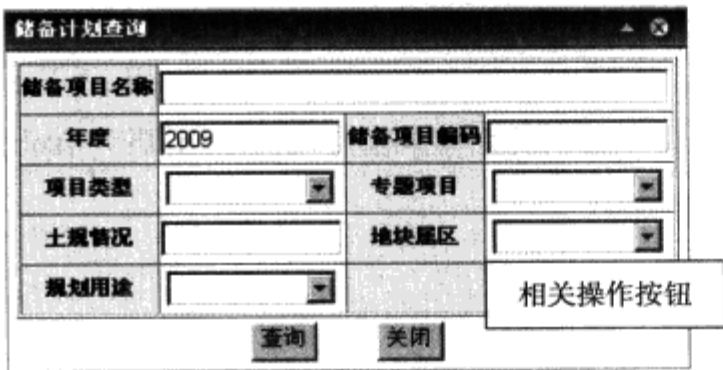 储备计划查询
储备项目名称
年度 2009 储备项目编码
项目类型 专题项目
土规情况 地块属区
规划用途
相关操作按钮
查询 关闭